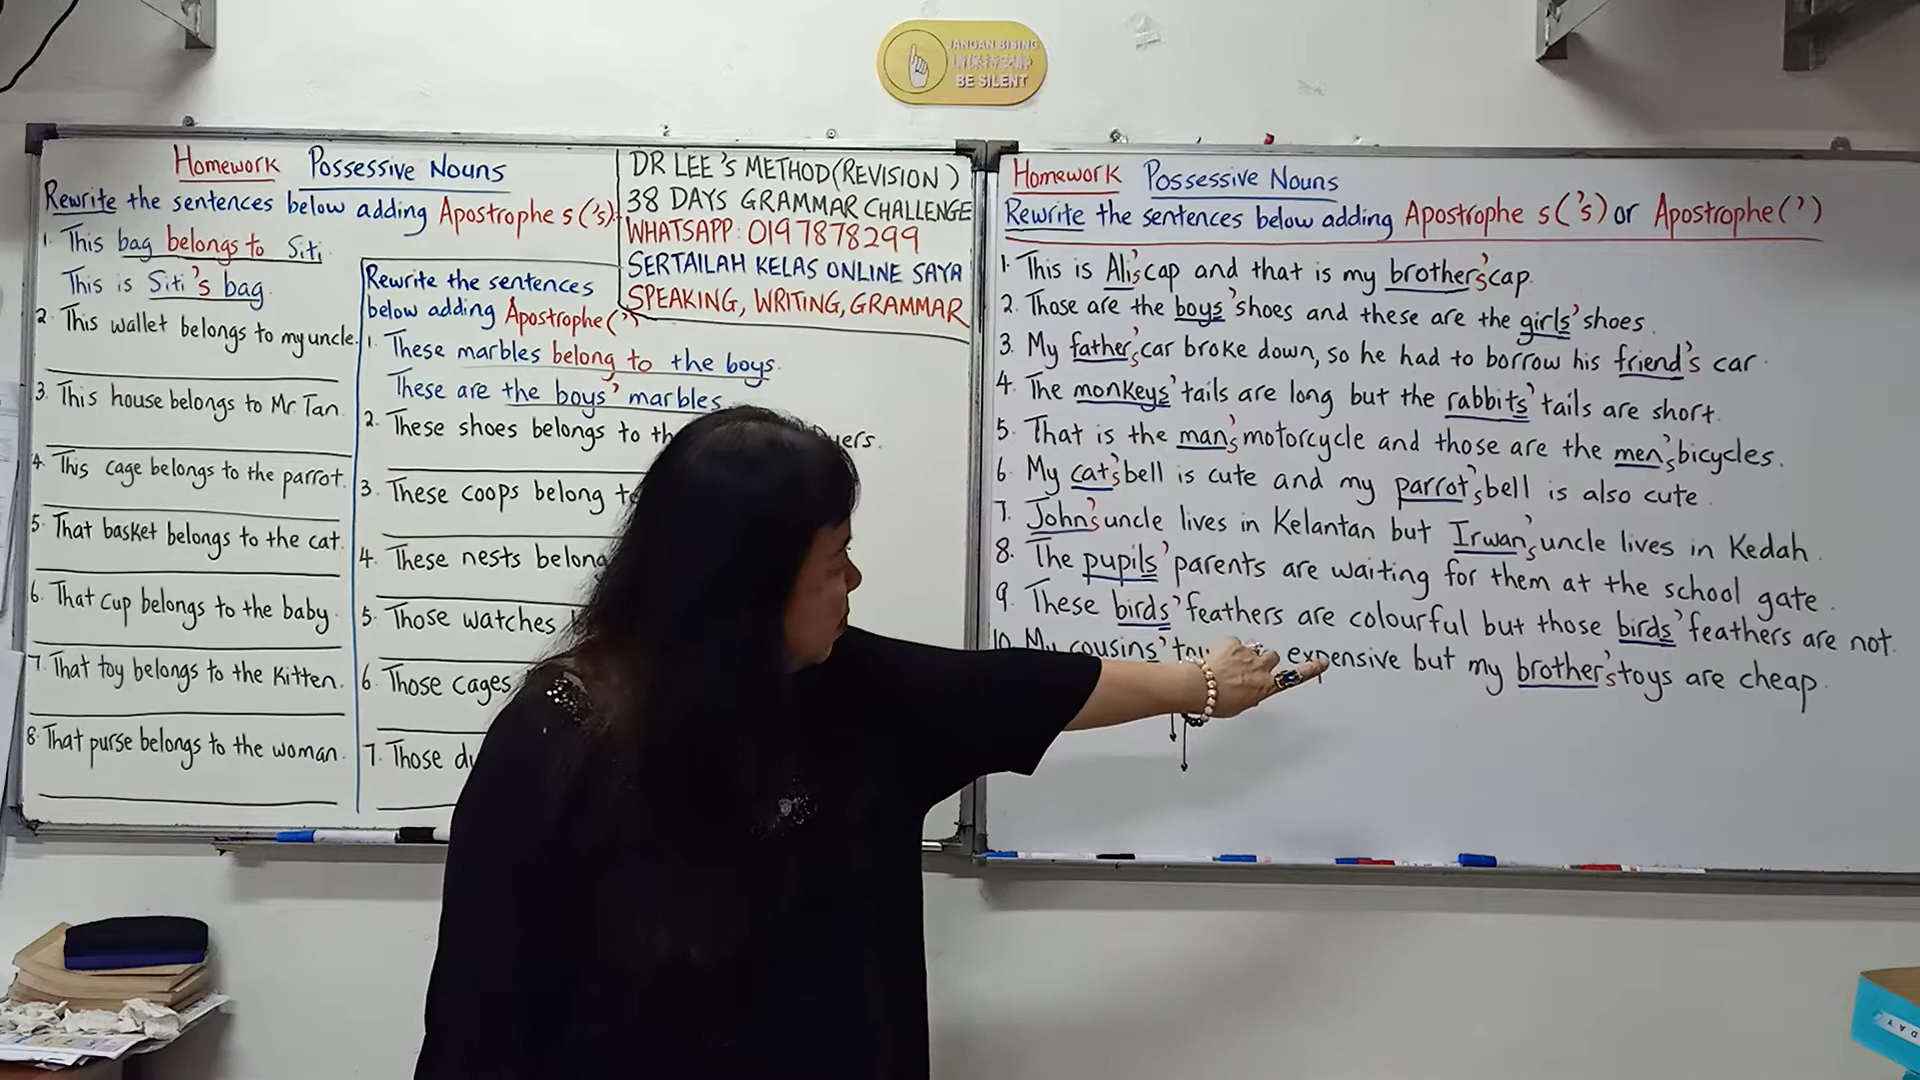 JANGAN BISING
请保持安静
BE SILENT
Homework Possessive Nouns
Rewrite the sentences below adding Apostrophe s ('s).
1. This bag belongs to Siti.
This is Siti's bag.
2. This wallet belongs to my uncle.
3. This house belongs to Mr. Tan.
4. This cage belongs to the parrot.
5. That basket belongs to the cat.
6. That cup belongs to the baby.
7. That toy belongs to the kitten.
8. That purse belongs to the woman.
DR LEE'S METHOD (REVISION)
38 DAYS GRAMMAR CHALLENGE
WHATSAPP: 0197878299
SERTAILAH KELAS ONLINE SAYA
SPEAKING, WRITING, GRAMMAR
Rewrite the sentences
below adding Apostrophe(')
1. These marbles belong to the boys.
These are the boys' marbles.
2. These shoes belongs to
3. These coops belong
4. These nests belong
5. Those watches
6. Those cages
7. Those
Homework Possessive Nouns
Rewrite the sentences below adding Apostrophe s ('s) or Apostrophe (')
1. This is Ali's cap and that is my brother's cap.
2. Those are the boys' shoes and these are the girls' shoes.
3. My father's car broke down, so he had to borrow his friend's car.
4. The monkeys' tails are long but the rabbits' tails are short.
5. That is the man's motorcycle and those are the men's bicycles.
6. My cat's bell is cute and my parrot's bell is also cute.
7. John's uncle lives in Kelantan but Irwan's uncle lives in Kedah.
8. The pupils' parents are waiting for them at the school gate.
9. These birds' feathers are colourful but those birds' feathers are not.
10. My cousins' expensive but my brother's toys are cheap.